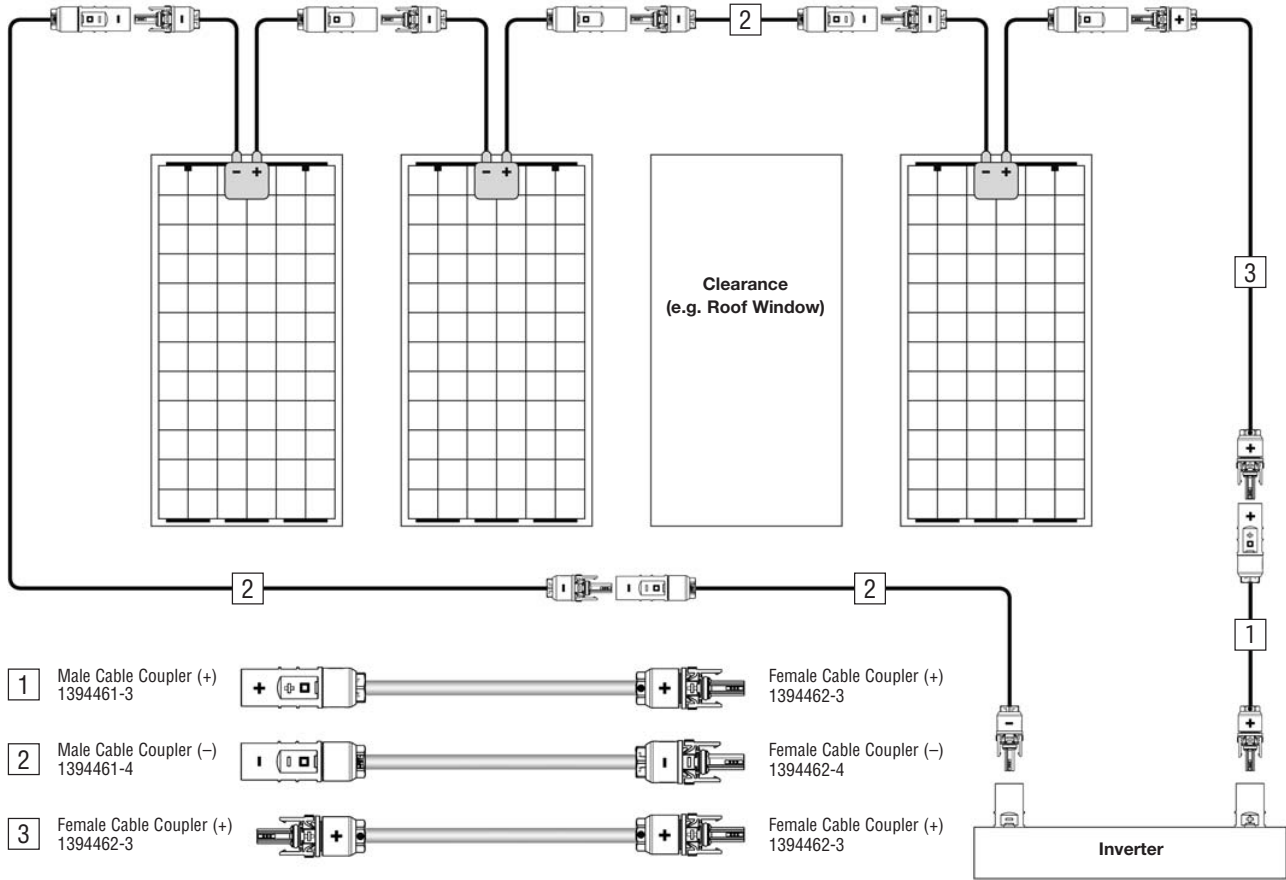 2
- +
- +
- +
Clearance
(e.g. Roof Window)
3
+
+
-
-
2
2
1
1 Male Cable Coupler (+)
1394461-3
+
+
Female Cable Coupler (+)
1394462-3
2 Male Cable Coupler (–)
1394461-4
-
-
Female Cable Coupler (–)
1394462-4
3 Female Cable Coupler (+)
1394462-3
+
+
Female Cable Coupler (+)
1394462-3
-
+
Inverter